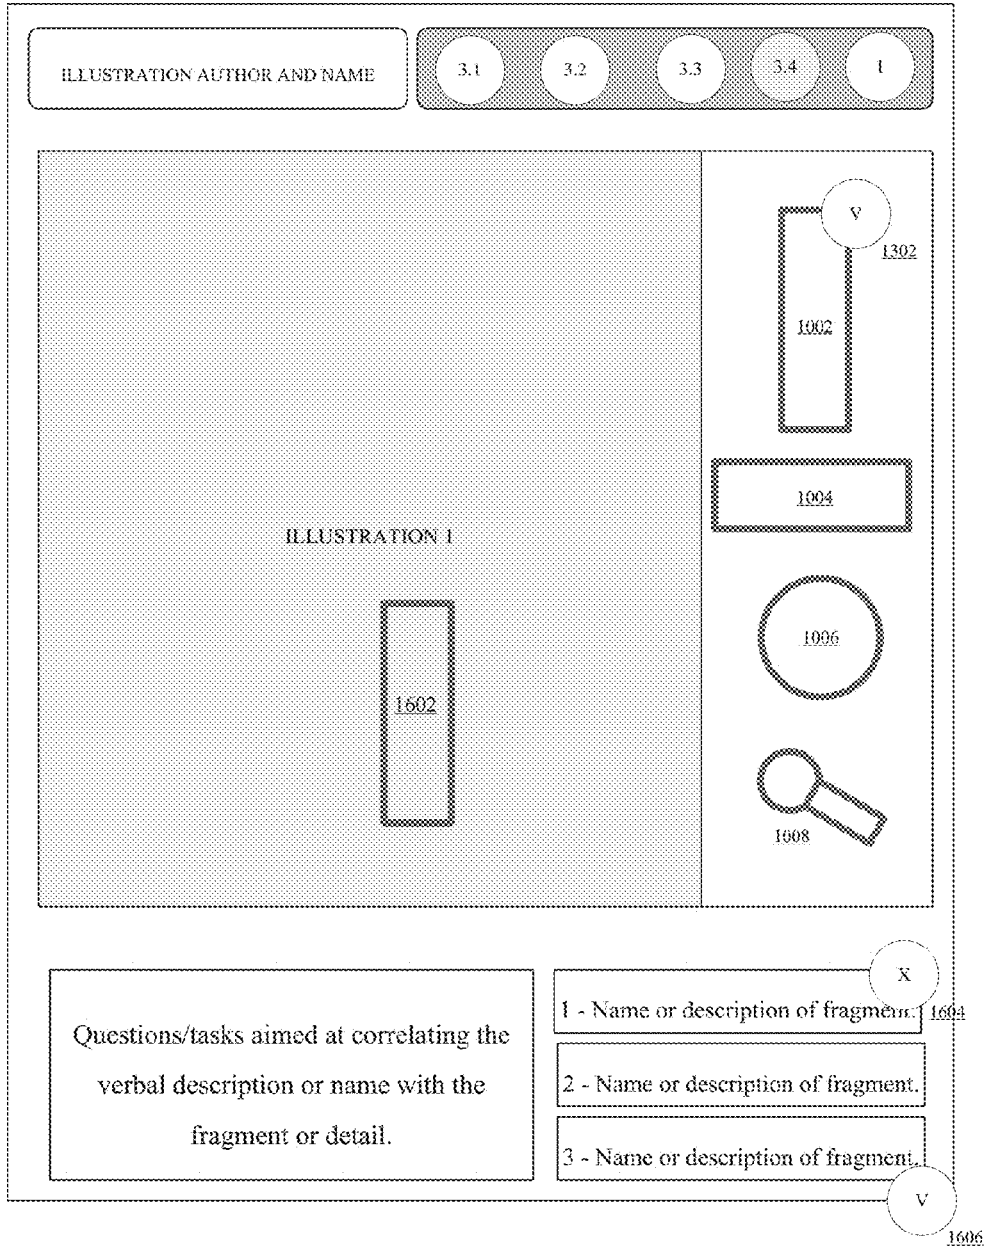 ILLUSTRATION AUTHOR AND NAME
3.1
3.2
3.3
3.4
1
V
1302
1002
1004
ILLUSTRATION 1
1006
1602
1008
X
1 - Name or description of fragment.
1604
Questions/tasks aimed at correlating the
verbal description or name with the
fragment or detail.
2 - Name or description of fragment.
3 - Name or description of fragment.
V
1606